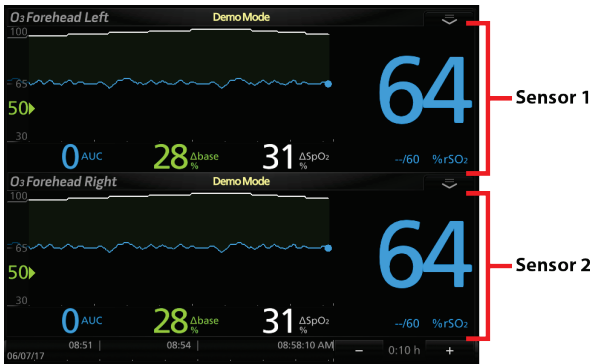 O3 Forehead Left Demo Mode
100
65
50
30
0 AUC 28 Δbase % 31 ΔSpO2 %
64
--/60 %rSO2
Sensor 1
O3 Forehead Right Demo Mode
100
65
50
30
0 AUC 28 Δbase % 31 ΔSpO2 %
64
--/60 %rSO2
Sensor 2
08:51 08:54 08:58:10 AM − 0:10 h +
06/07/17